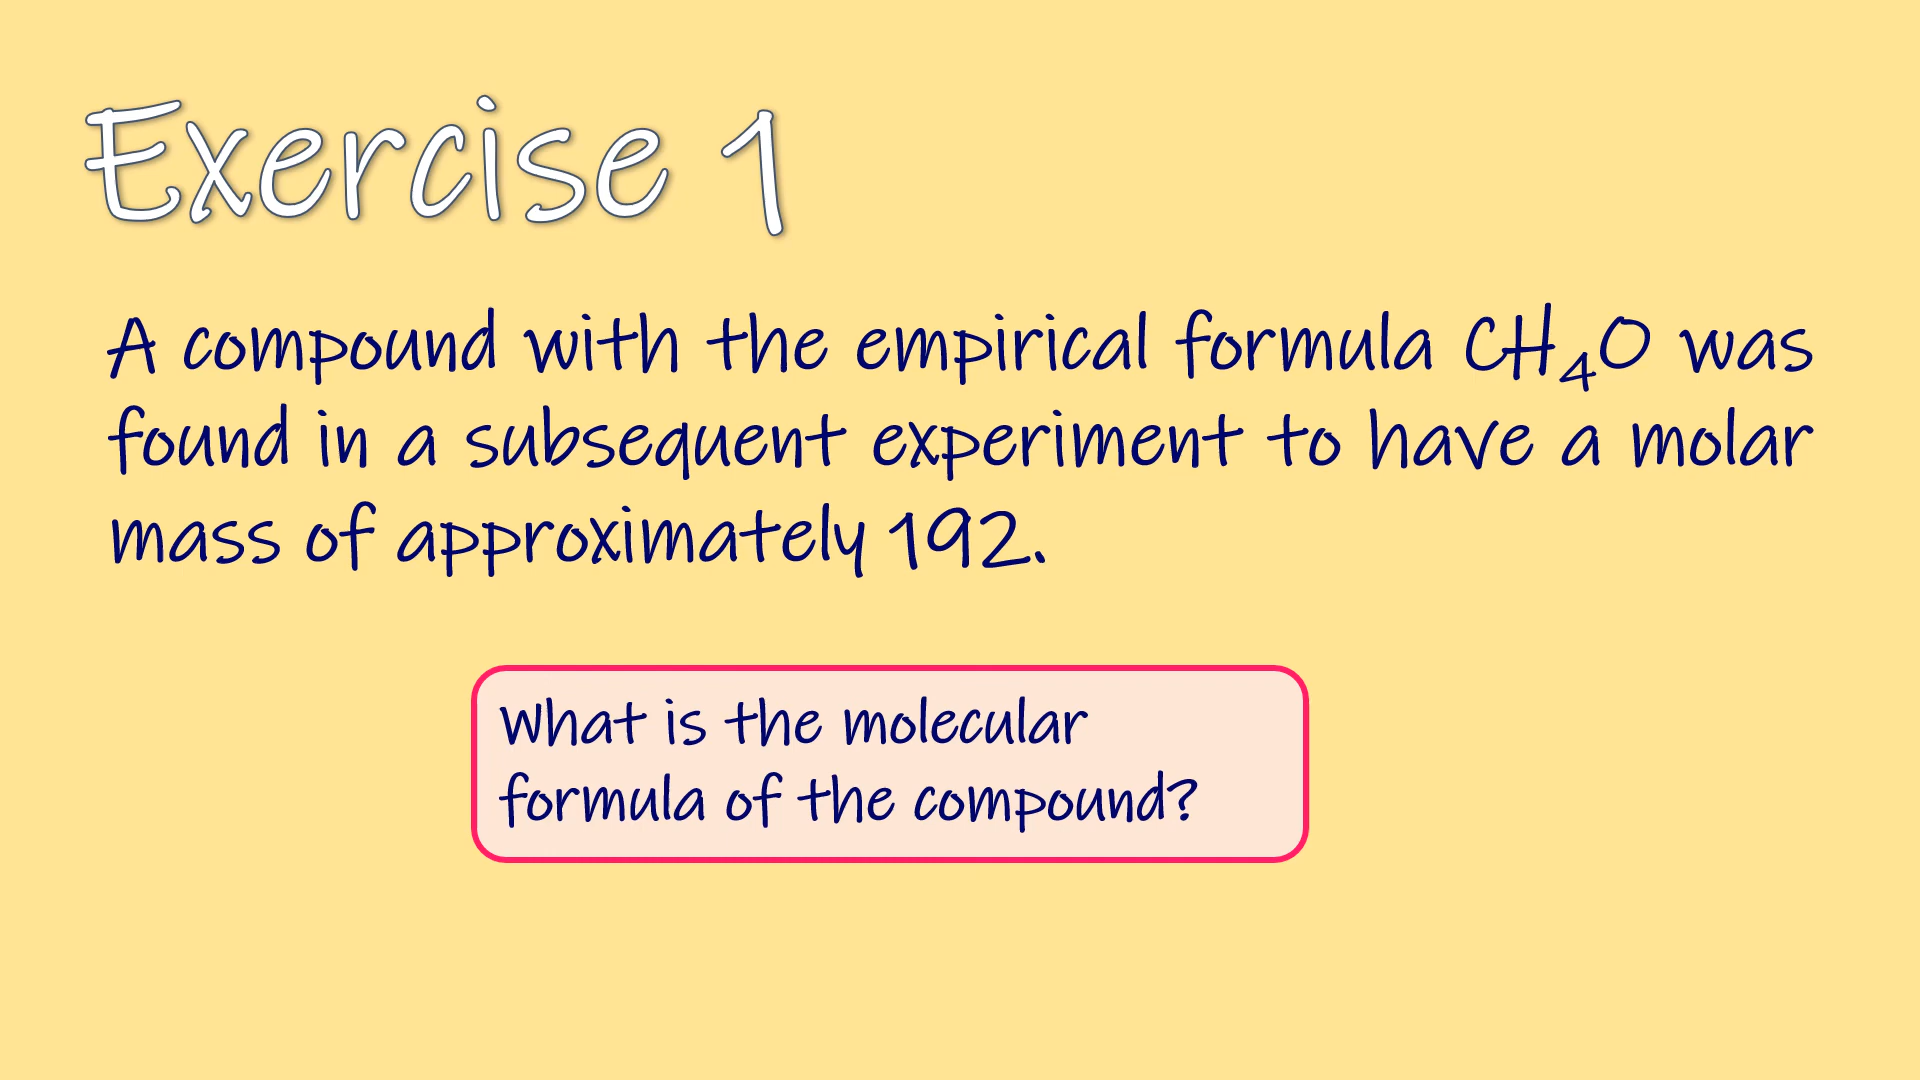 Exercise 1
A compound with the empirical formula CH₄O was
found in a subsequent experiment to have a molar
mass of approximately 192.
What is the molecular
formula of the compound?